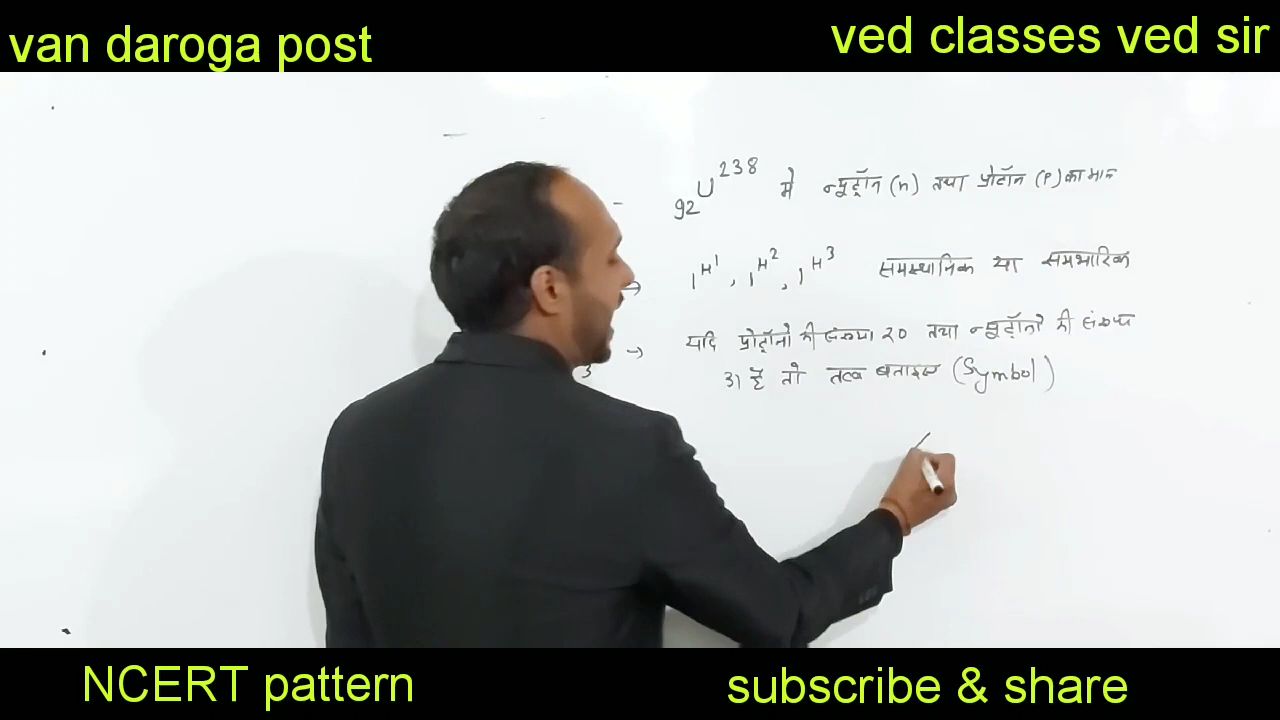 van daroga post
ved classes ved sir
₉₂U²³⁸ में न्यूट्रॉन (n) तथा प्रोटॉन (P) का मान
→ ₁H¹, ₁H², ₁H³ समस्थानिक या समभारिक
→ यदि प्रोट्रॉनो की संख्या 20 तथा न्यूट्रॉनो की संख्या
31 है तो तत्व बताइए (Symbol)
NCERT pattern
subscribe & share